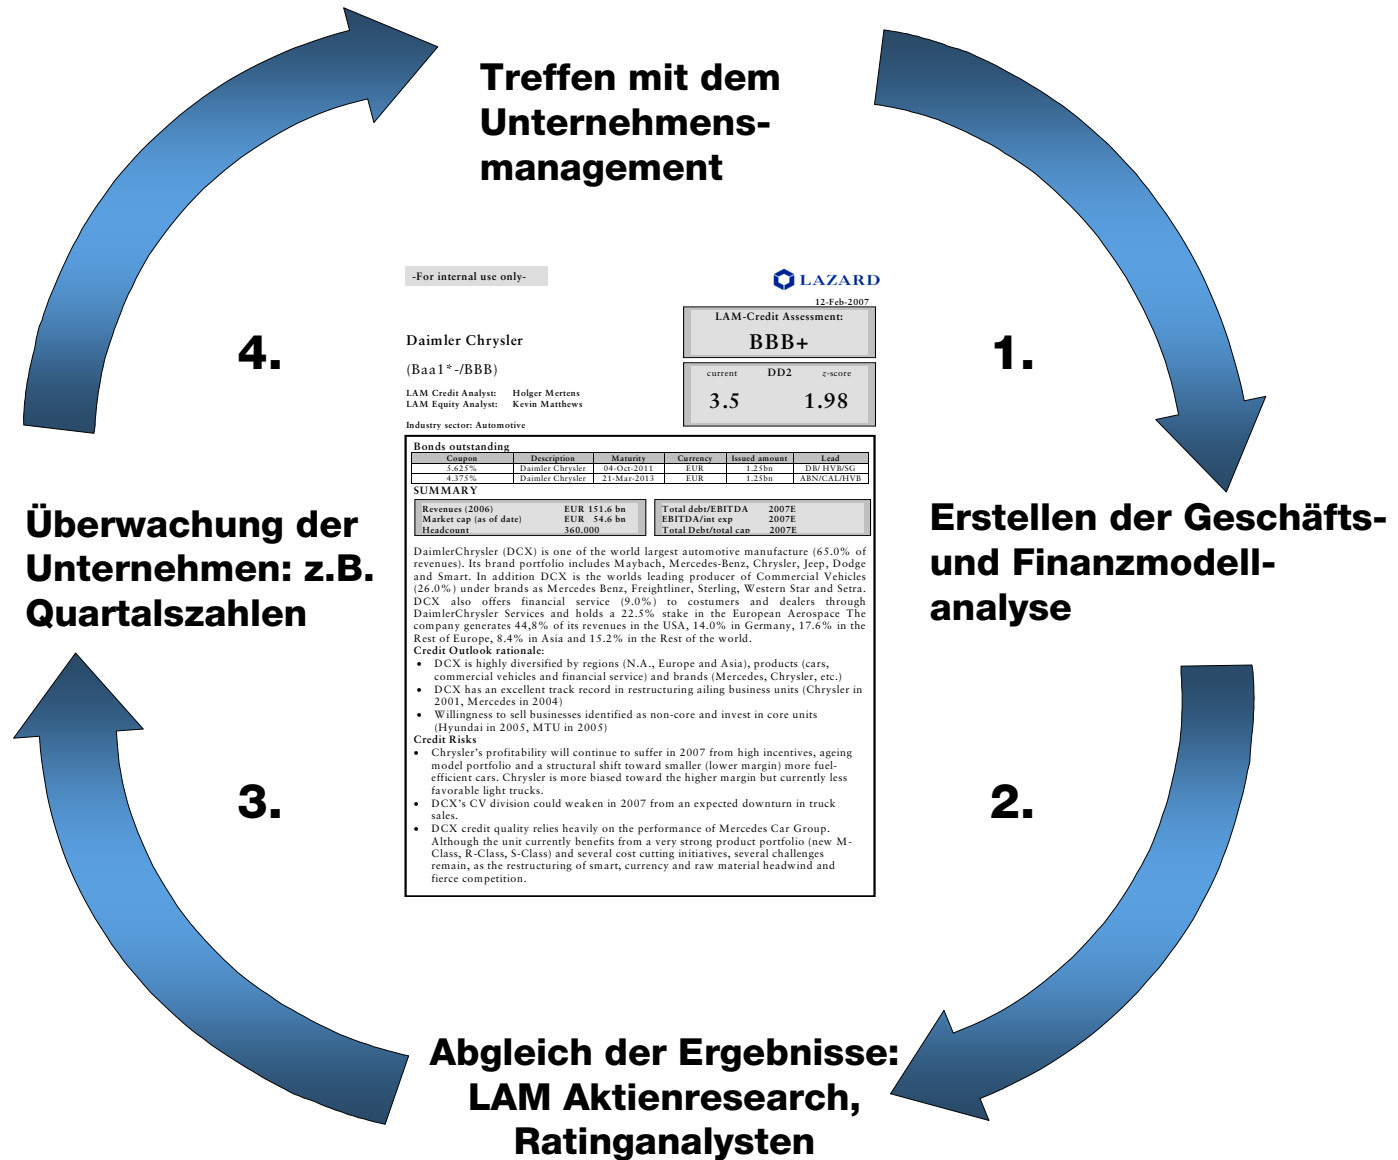 Treffen mit dem
Unternehmens-
management
1.
Erstellen der Geschäfts-
und Finanzmodell-
analyse
2.
Abgleich der Ergebnisse:
LAM Aktienresearch,
Ratinganalysten
3.
Überwachung der
Unternehmen: z.B.
Quartalszahlen
4.
-For internal use only-
LAZARD
12-Feb-2007
LAM-Credit Assessment:
BBB+
Daimler Chrysler
(Baa1*-/BBB)
current DD2 z-score
3.5 1.98
LAM Credit Analyst: Holger Mertens
LAM Equity Analyst: Kevin Matthews
Industry sector: Automotive
Bonds outstanding
Coupon Description Maturity Currency Issued amount Lead
5.625% Daimler Chrysler 04-Oct-2011 EUR 1.25bn DB/ HVB/SG
4.375% Daimler Chrysler 21-Mar-2013 EUR 1.25bn ABN/CAL/HVB
SUMMARY
Revenues (2006) EUR 151.6 bn
Market cap (as of date) EUR 54.6 bn
Headcount 360.000
Total debt/EBITDA 2007E
EBITDA/int exp 2007E
Total Debt/total cap 2007E
DaimlerChrysler (DCX) is one of the world largest automotive manufacture (65.0% of
revenues). Its brand portfolio includes Maybach, Mercedes-Benz, Chrysler, Jeep, Dodge
and Smart. In addition DCX is the worlds leading producer of Commercial Vehicles
(26.0%) under brands as Mercedes Benz, Freightliner, Sterling, Western Star and Setra.
DCX also offers financial service (9.0%) to costumers and dealers through
DaimlerChrysler Services and holds a 22.5% stake in the European Aerospace The
company generates 44,8% of its revenues in the USA, 14.0% in Germany, 17.6% in the
Rest of Europe, 8.4% in Asia and 15.2% in the Rest of the world.
Credit Outlook rationale:
• DCX is highly diversified by regions (N.A., Europe and Asia), products (cars,
commercial vehicles and financial service) and brands (Mercedes, Chrysler, etc.)
• DCX has an excellent track record in restructuring ailing business units (Chrysler in
2001, Mercedes in 2004)
• Willingness to sell businesses identified as non-core and invest in core units
(Hyundai in 2005, MTU in 2005)
Credit Risks
• Chrysler's profitability will continue to suffer in 2007 from high incentives, ageing
model portfolio and a structural shift toward smaller (lower margin) more fuel-
efficient cars. Chrysler is more biased toward the higher margin but currently less
favorable light trucks.
• DCX's CV division could weaken in 2007 from an expected downturn in truck
sales.
• DCX credit quality relies heavily on the performance of Mercedes Car Group.
Although the unit currently benefits from a very strong product portfolio (new M-
Class, R-Class, S-Class) and several cost cutting initiatives, several challenges
remain, as the restructuring of smart, currency and raw material headwind and
fierce competition.